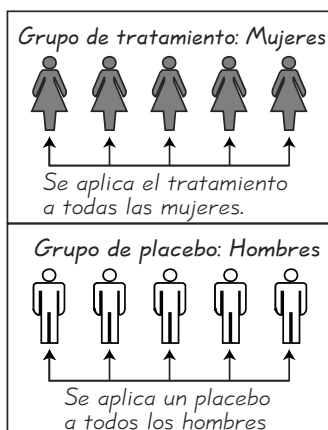 Grupo de tratamiento: Mujeres
Se aplica el tratamiento
a todas las mujeres.
Grupo de placebo: Hombres
Se aplica un placebo
a todos los hombres